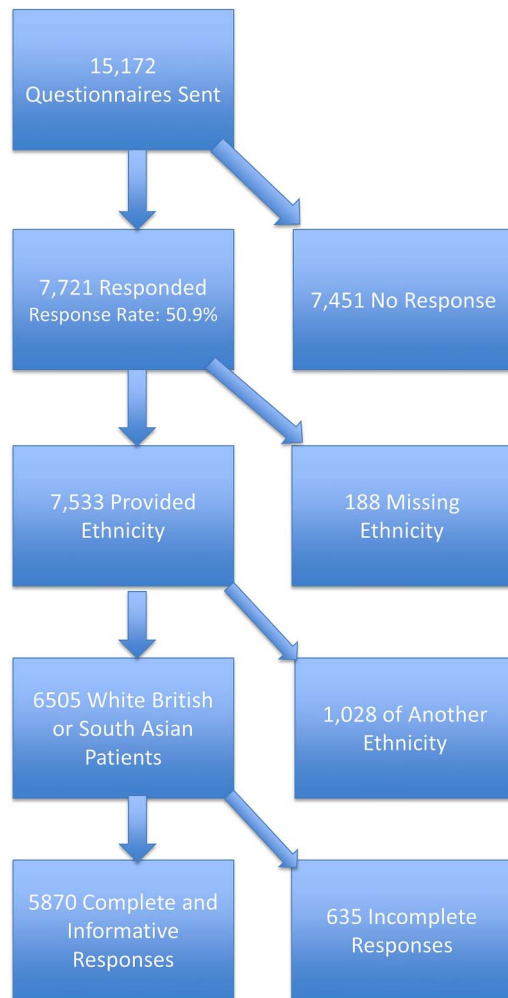 15,172
Questionnaires Sent
7,721 Responded
Response Rate: 50.9%
7,451 No Response
7,533 Provided
Ethnicity
188 Missing
Ethnicity
6505 White British
or South Asian
Patients
1,028 of Another
Ethnicity
5870 Complete and
Informative
Responses
635 Incomplete
Responses